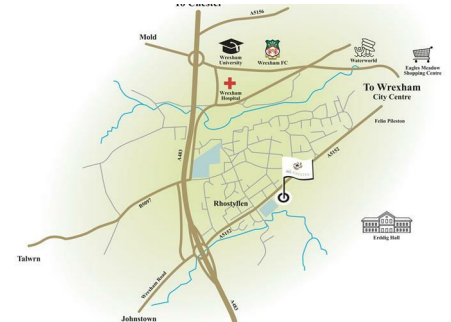 To Chester
A5156
Mold
Wrexham
University
Wrexham FC
Waterworld
Eagles Meadow
Shopping Centre
Wrexham
Hospital
To Wrexham
City Centre
Felin Puleston
A483
A5152
B5097
Rhostyllen
A5152
Erddig Hall
Talwrn
Wrexham Road
A483
Johnstown